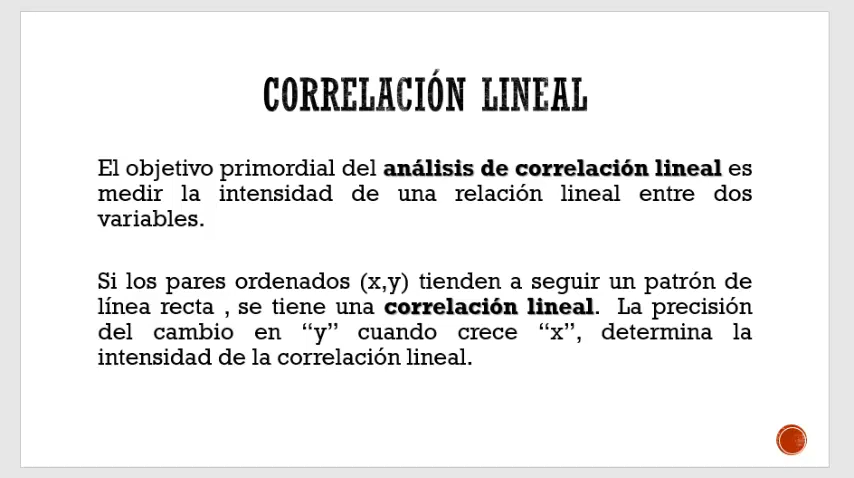 CORRELACIÓN LINEAL
El objetivo primordial del análisis de correlación lineal es
medir la intensidad de una relación lineal entre dos
variables.
Si los pares ordenados (x,y) tienden a seguir un patrón de
línea recta , se tiene una correlación lineal. La precisión
del cambio en “y” cuando crece “x”, determina la
intensidad de la correlación lineal.